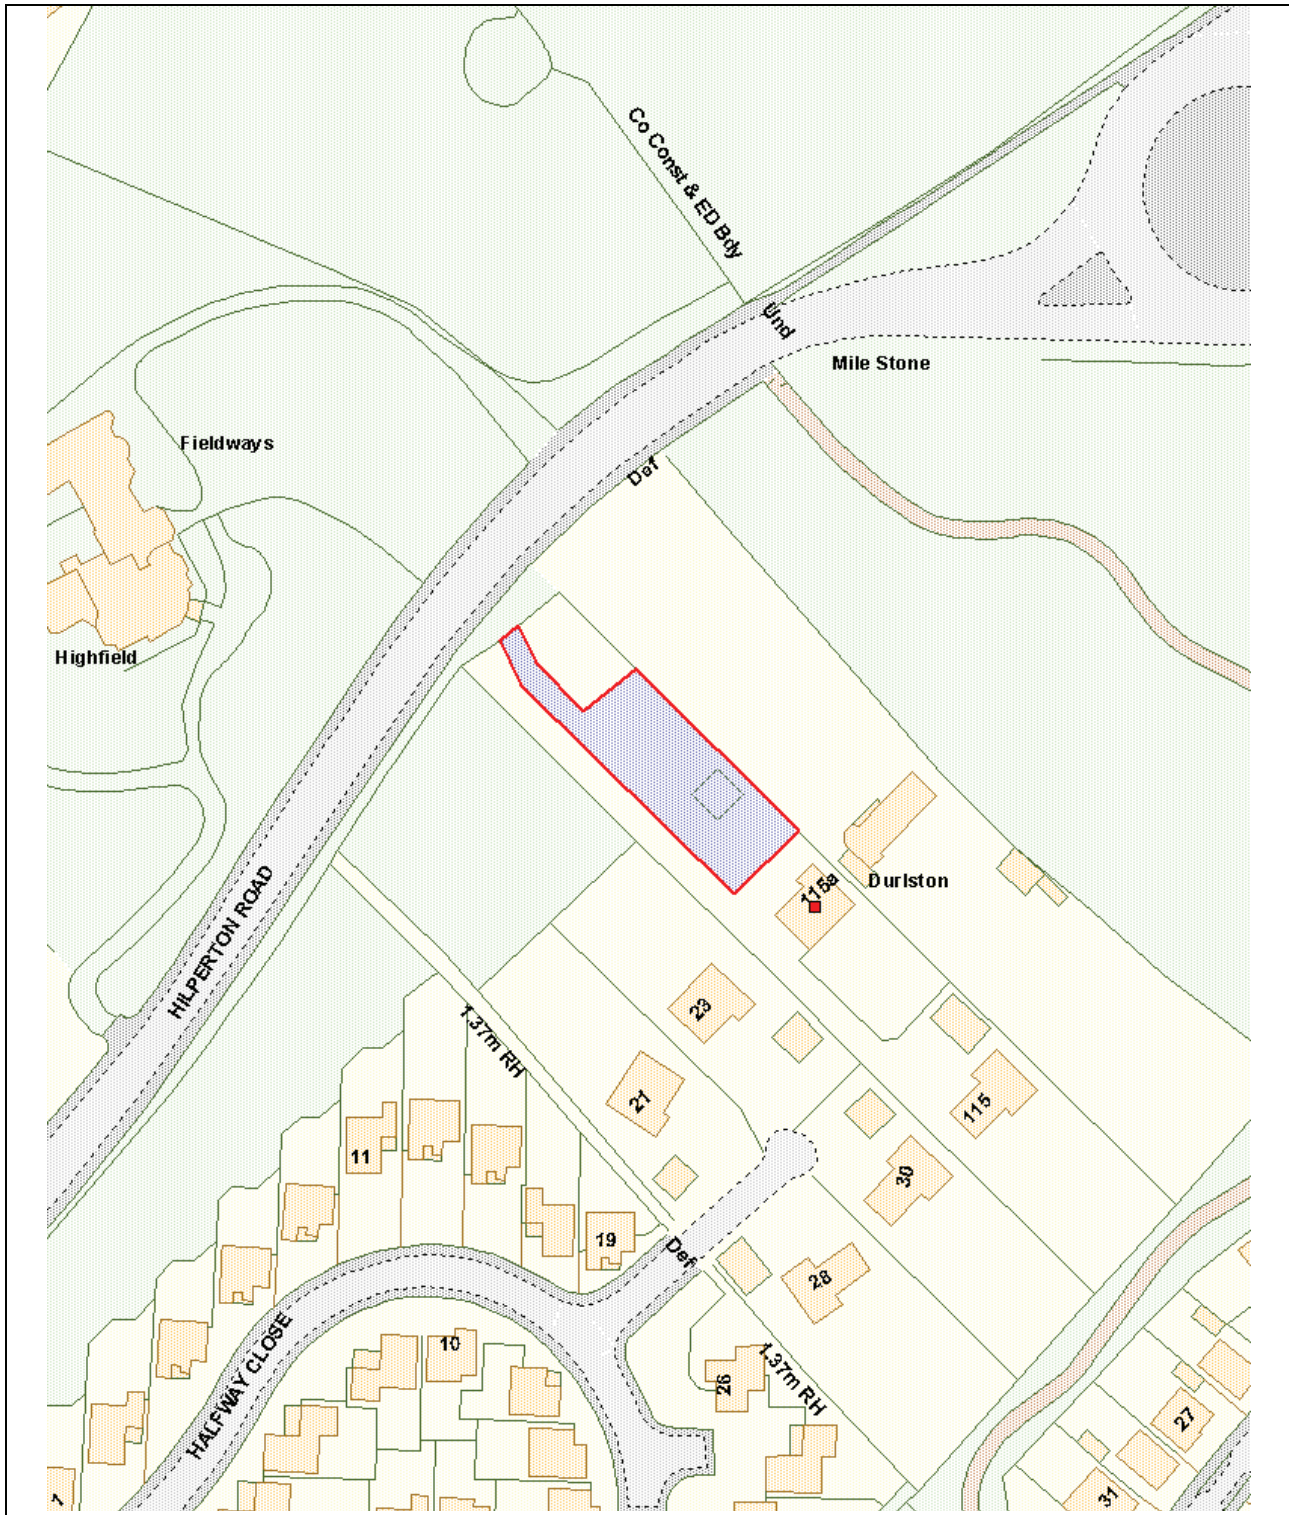 Co Const & ED Bdy
Und
Mile Stone
Fieldways
Def
Highfield
115a
Durlston
HILPERTON ROAD
23
1.37m RH
21
115
11
30
19
Def
28
10
1.37m RH
26
HALFWAY CLOSE
27
31
1